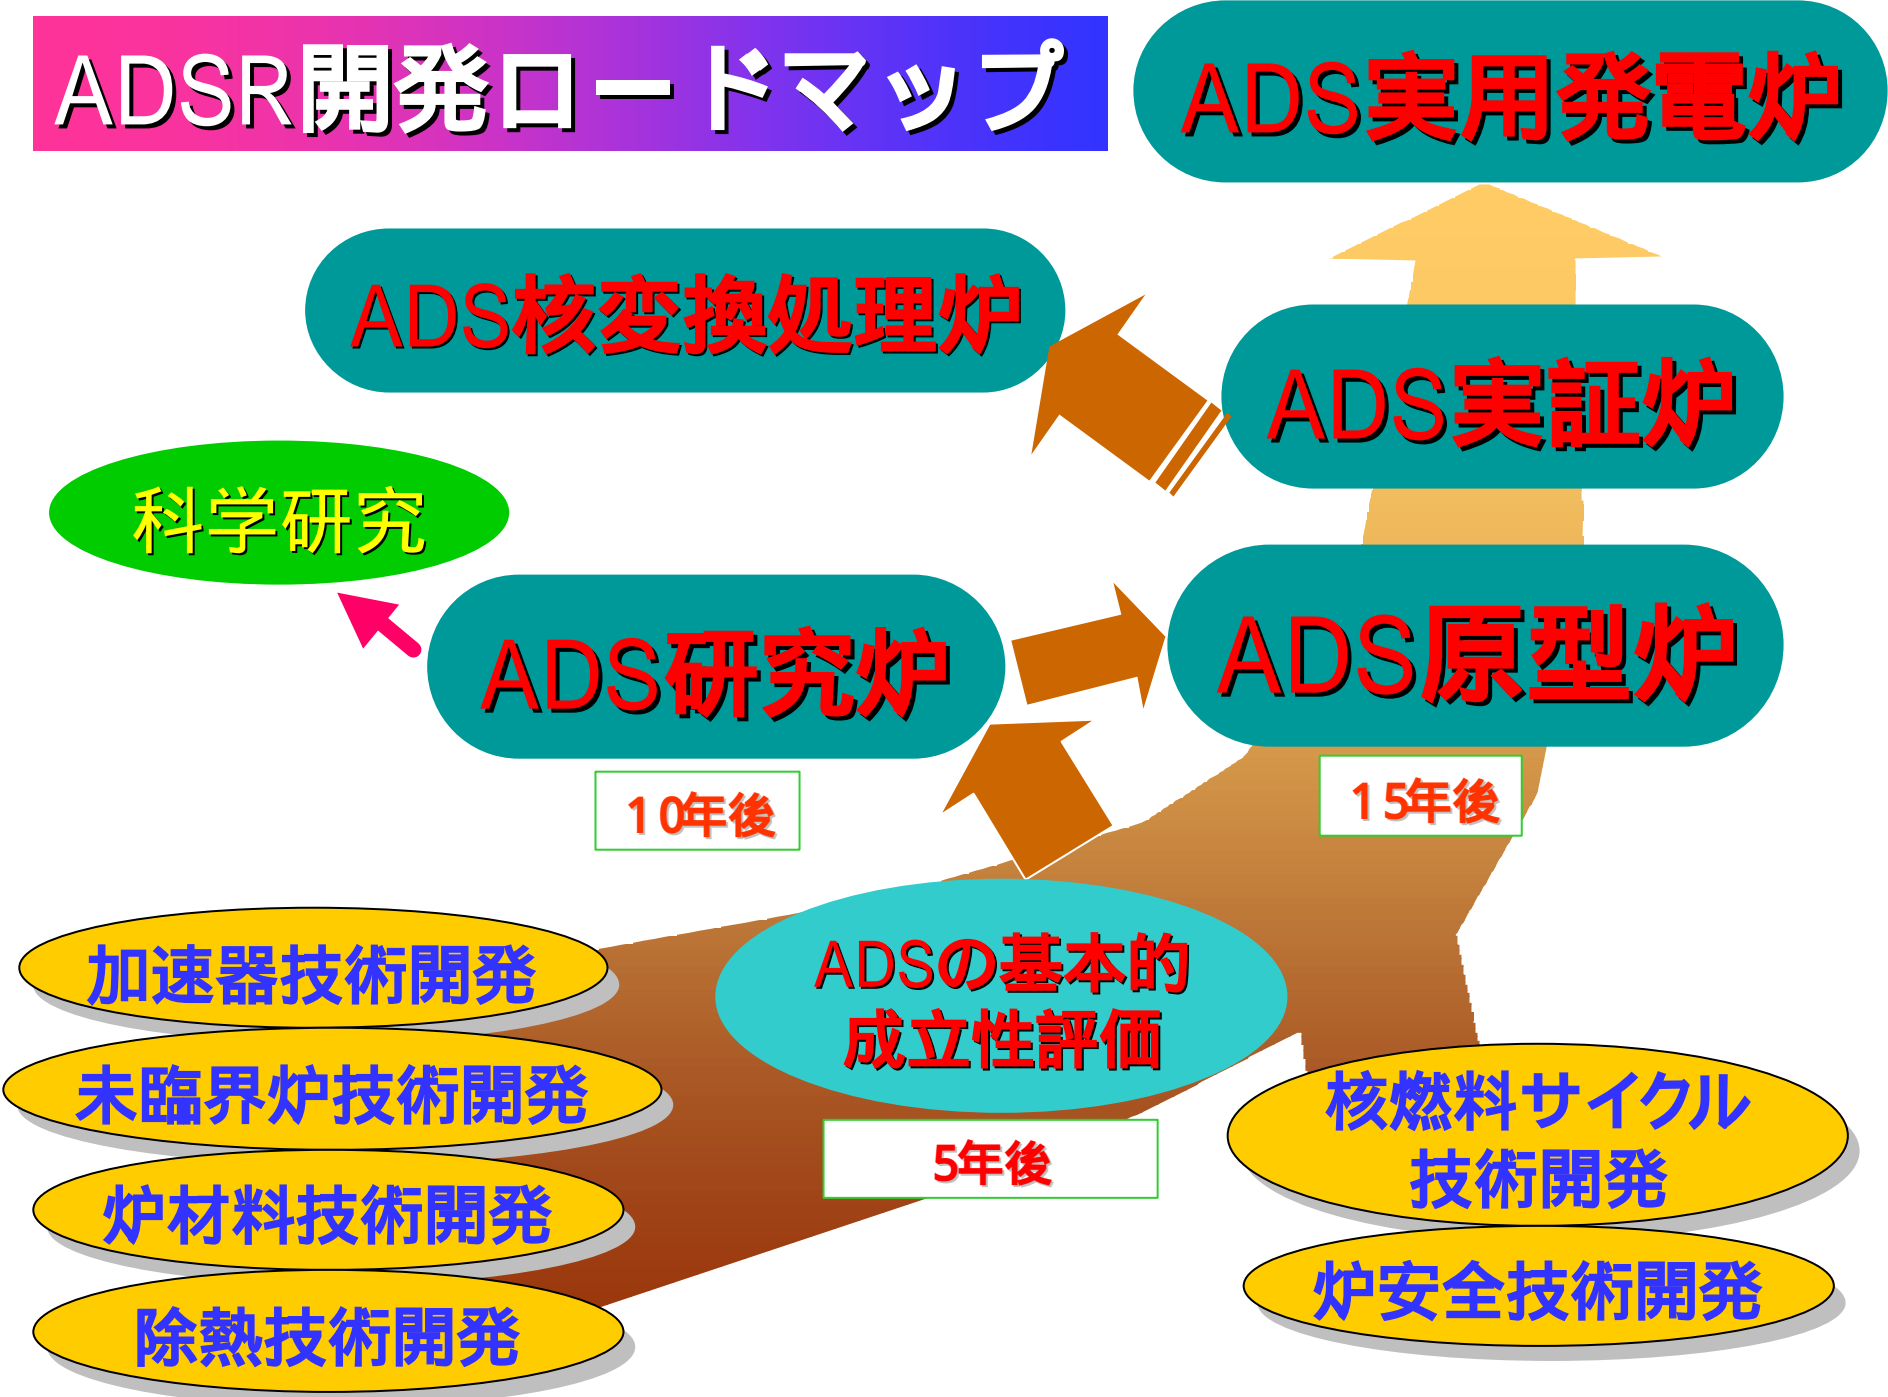 ADSR開発ロードマップ
ADS実用発電炉
ADS核変換処理炉
ADS実証炉
科学研究
ADS研究炉
ADS原型炉
10年後
15年後
加速器技術開発
未臨界炉技術開発
炉材料技術開発
除熱技術開発
ADSの基本的
成立性評価
5年後
核燃料サイクル
技術開発
炉安全技術開発